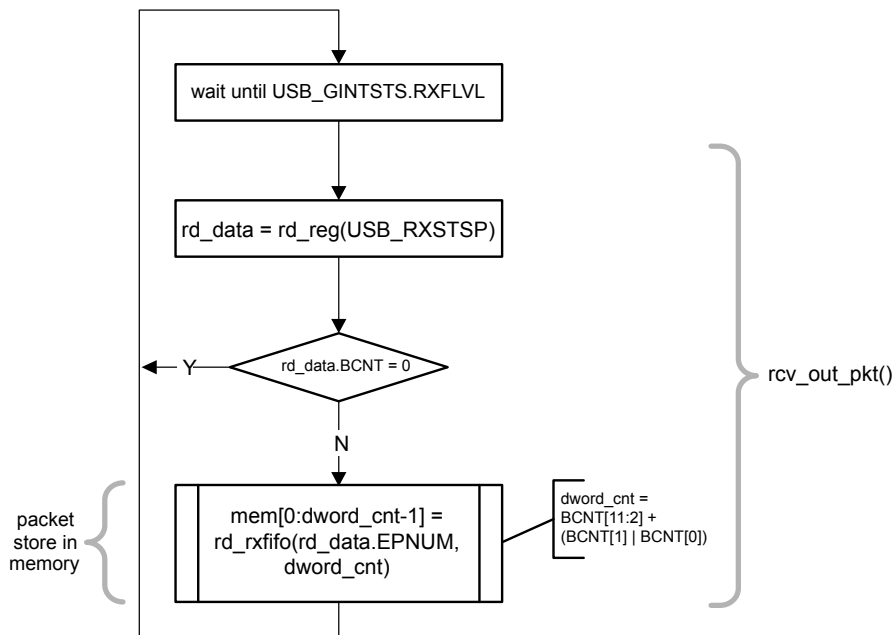 wait until USB_GINTSTS.RXFLVL
rd_data = rd_reg(USB_RXSTSP)
rd_data.BCNT = 0
Y
rcv_out_pkt()
N
packet
store in
memory
mem[0:dword_cnt-1] =
rd_rxfifo(rd_data.EPNUM,
dword_cnt)
dword_cnt =
BCNT[11:2] +
(BCNT[1] | BCNT[0])